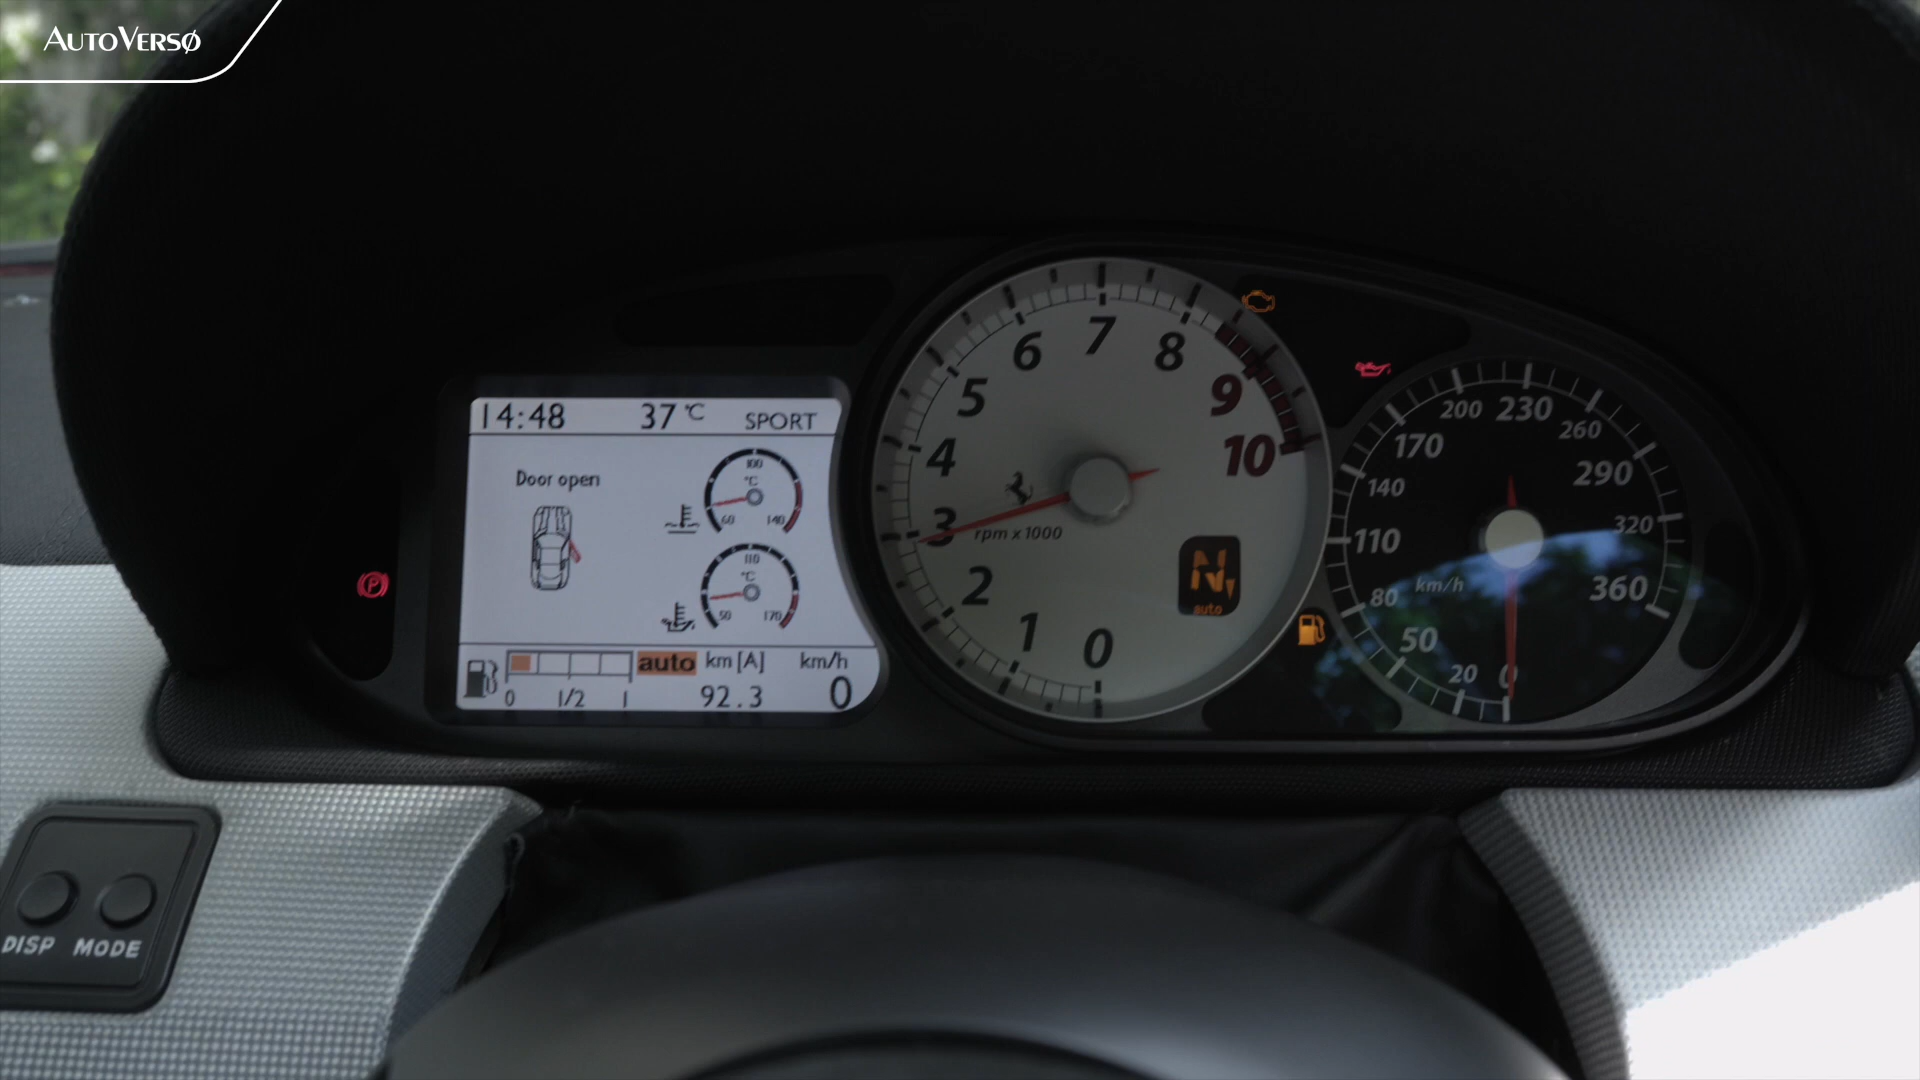 AUTOVERSØ
14:48 37 °C SPORT
Door open
100
°C
60 140
110
°C
50 170
0 1/2 1
auto km [A] km/h
92.3 0
0 1 2 3 4 5 6 7 8 9 10
rpm x 1000
N
auto
0 20 50 80 110 140 170 200 230 260 290 320 360
km/h
P
DISP MODE